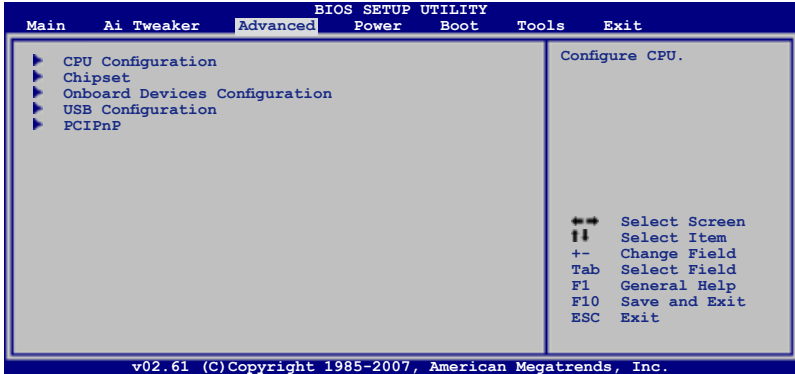 BIOS SETUP UTILITY
Main Ai Tweaker Advanced Power Boot Tools Exit
CPU Configuration
Chipset
Onboard Devices Configuration
USB Configuration
PCIPnP
Configure CPU.
Select Screen
Select Item
+- Change Field
Tab Select Field
F1 General Help
F10 Save and Exit
ESC Exit
v02.61 (C)Copyright 1985-2007, American Megatrends, Inc.